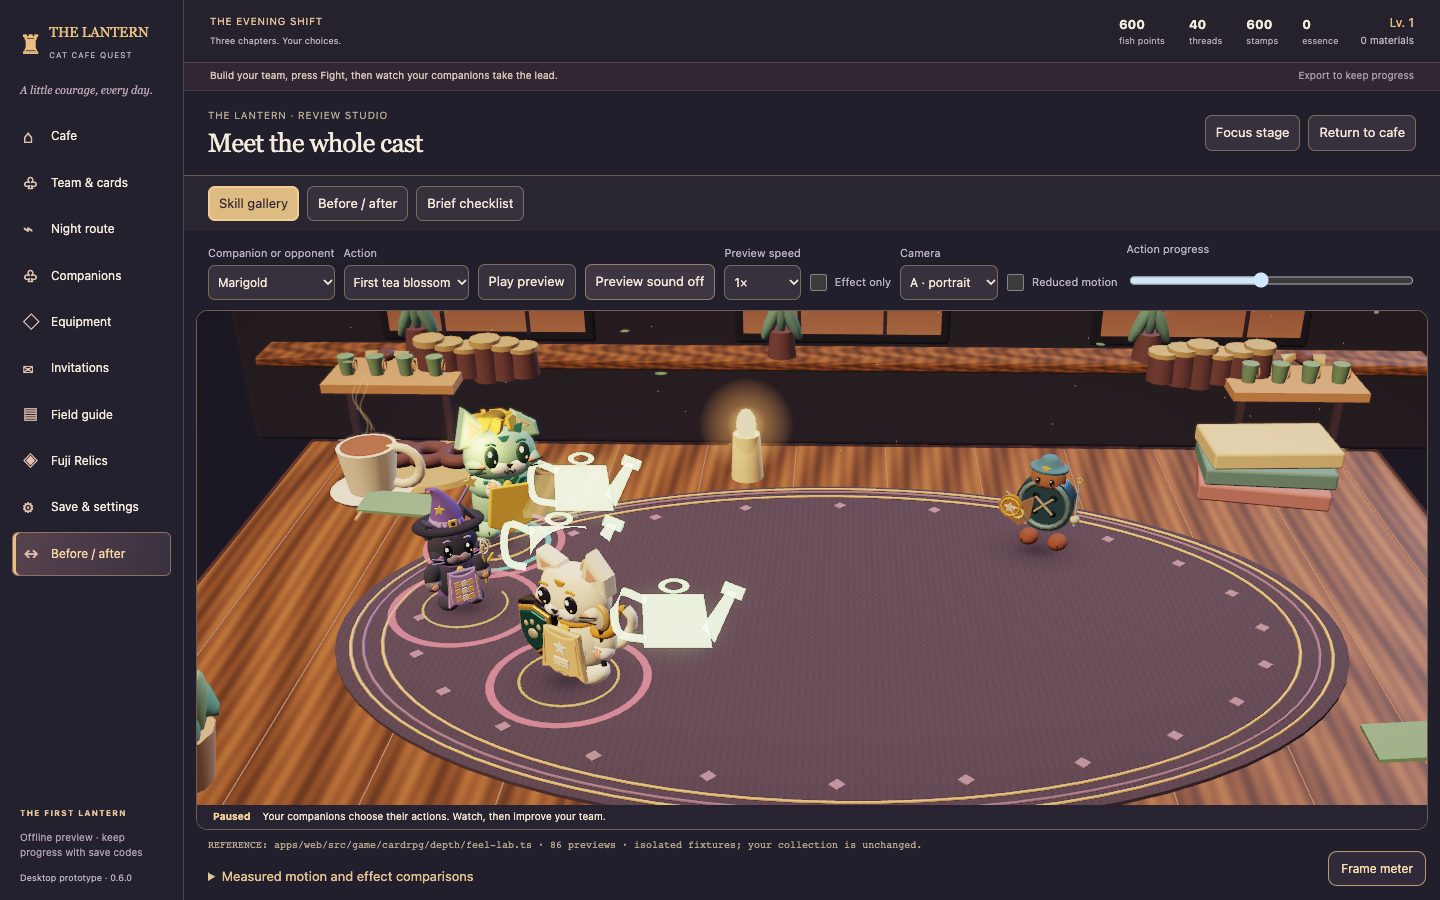 THE LANTERN
CAT CAFE QUEST
A little courage, every day.
Cafe
Team & cards
Night route
Companions
Equipment
Invitations
Field guide
Fuji Relics
Save & settings
Before / after
THE FIRST LANTERN
Offline preview · keep
progress with save codes
Desktop prototype · 0.6.0
THE EVENING SHIFT
Three chapters. Your choices.
600 40 600 0 Lv. 1
fish points threads stamps essence 0 materials
Build your team, press Fight, then watch your companions take the lead.
Export to keep progress
THE LANTERN · REVIEW STUDIO
Meet the whole cast
Focus stage Return to cafe
Skill gallery Before / after Brief checklist
Companion or opponent Action Preview speed Camera Action progress
Marigold First tea blossom Play preview Preview sound off 1x Effect only A · portrait Reduced motion
Paused Your companions choose their actions. Watch, then improve your team.
REFERENCE: apps/web/src/game/cardrpg/depth/feel-lab.ts · 86 previews · isolated fixtures; your collection is unchanged.
Measured motion and effect comparisons
Frame meter